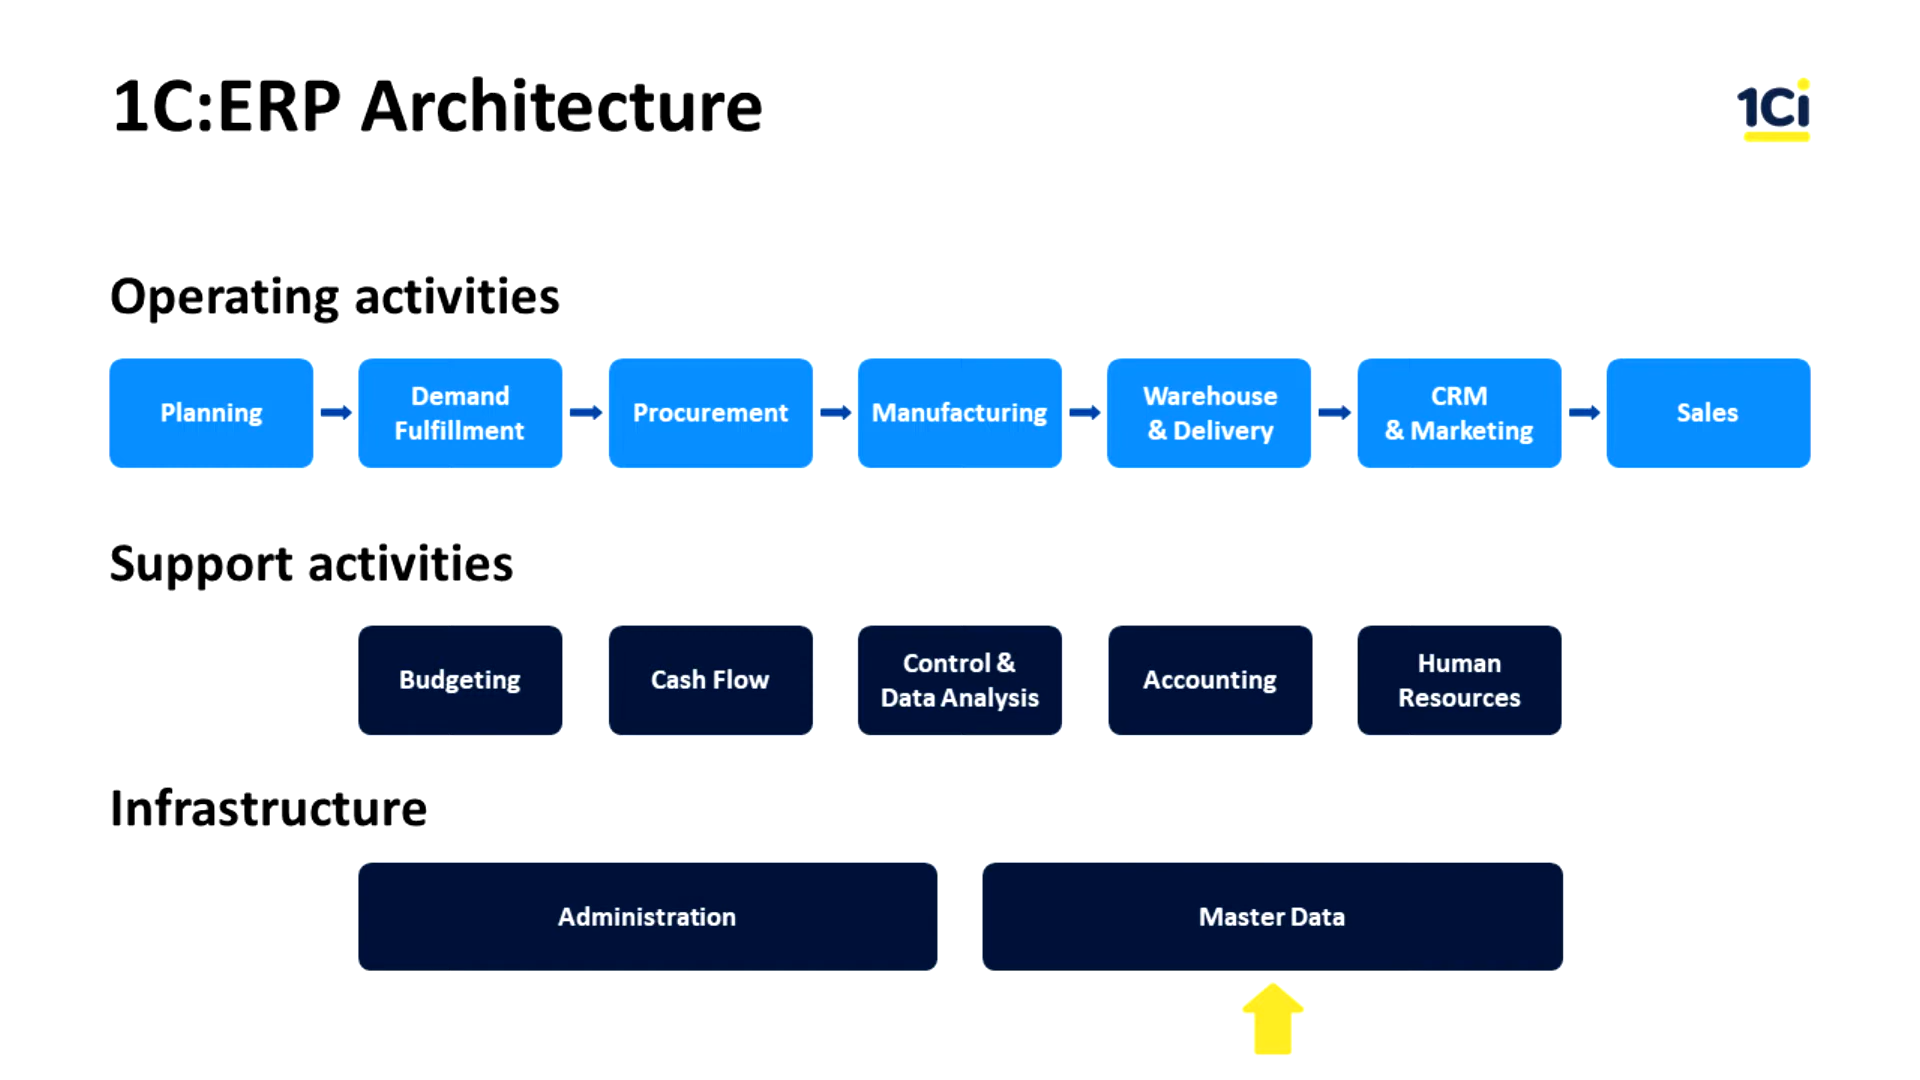 1C:ERP Architecture
1Ci
Operating activities
Planning
Demand
Fulfillment
Procurement
Manufacturing
Warehouse
& Delivery
CRM
& Marketing
Sales
Support activities
Budgeting
Cash Flow
Control &
Data Analysis
Accounting
Human
Resources
Infrastructure
Administration
Master Data